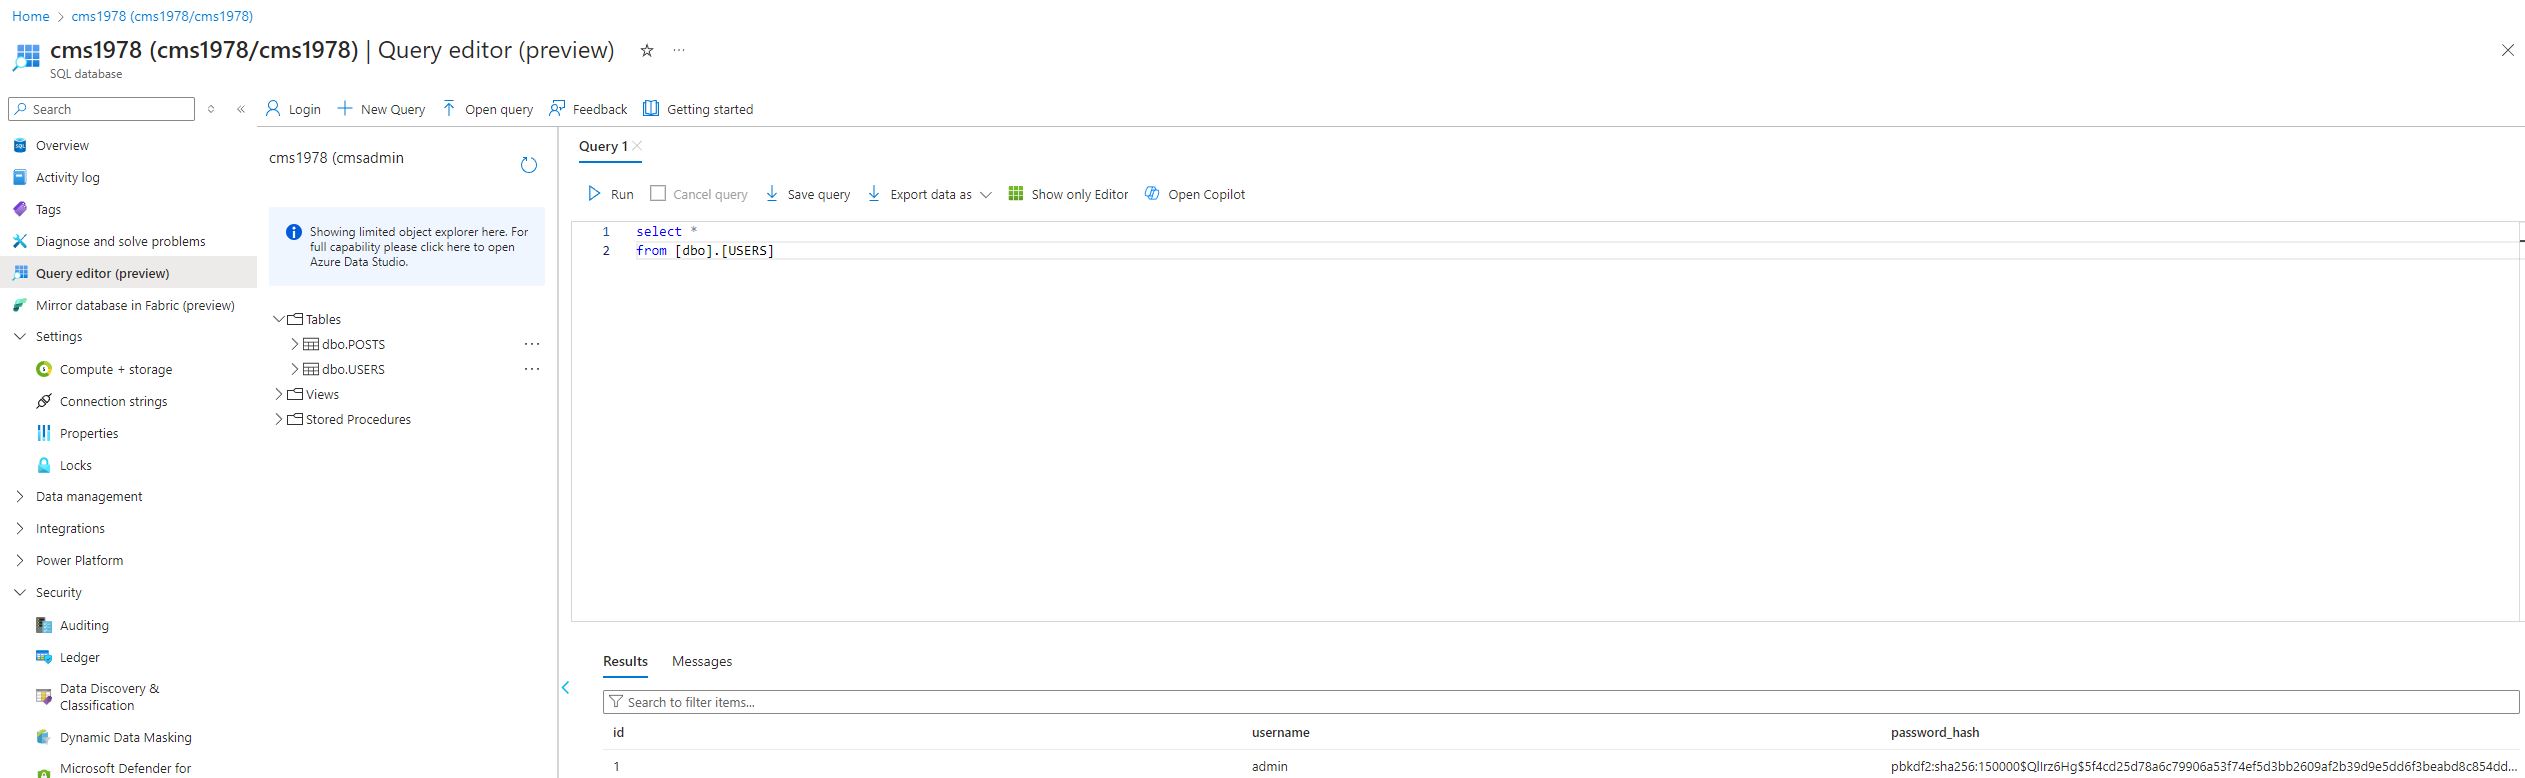 Home > cms1978 (cms1978/cms1978)
cms1978 (cms1978/cms1978) | Query editor (preview) ☆ ···
SQL database
Search
Login
New Query
Open query
Feedback
Getting started
Overview
Activity log
Tags
Diagnose and solve problems
Query editor (preview)
Mirror database in Fabric (preview)
Settings
Compute + storage
Connection strings
Properties
Locks
Data management
Integrations
Power Platform
Security
Auditing
Ledger
Data Discovery &
Classification
Dynamic Data Masking
Microsoft Defender for
cms1978 (cmsadmin
Showing limited object explorer here. For
full capability please click here to open
Azure Data Studio.
Tables
dbo.POSTS ···
dbo.USERS ···
Views
Stored Procedures
Query 1
Run
Cancel query
Save query
Export data as
Show only Editor
Open Copilot
1 select *
2 from [dbo].[USERS]
Results Messages
Search to filter items...
id username password_hash
1 admin pbkdf2:sha256:150000$QlIrz6Hg$5f4cd25d78a6c79906a53f74ef5d3bb2609af2b39d9e5dd6f3beabd8c854dd...